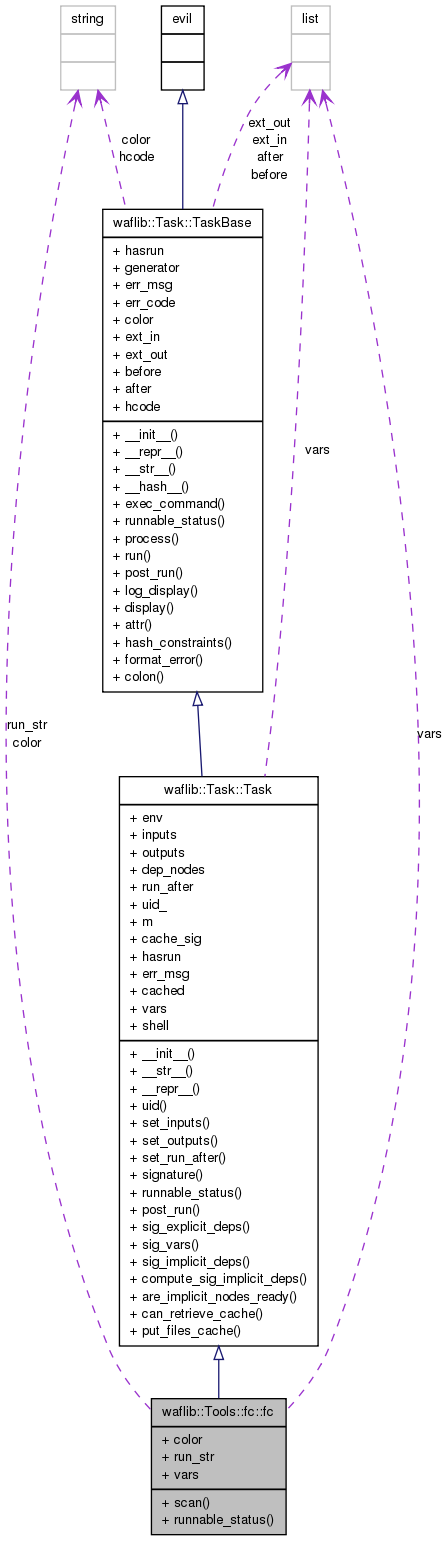 string
evil
list
color
hcode
ext_out
ext_in
after
before
waflib::Task::TaskBase
+ hasrun
+ generator
+ err_msg
+ err_code
+ color
+ ext_in
+ ext_out
+ before
+ after
+ hcode
+ __init__()
+ __repr__()
+ __str__()
+ __hash__()
+ exec_command()
+ runnable_status()
+ process()
+ run()
+ post_run()
+ log_display()
+ display()
+ attr()
+ hash_constraints()
+ format_error()
+ colon()
vars
run_str
color
vars
waflib::Task::Task
+ env
+ inputs
+ outputs
+ dep_nodes
+ run_after
+ uid_
+ m
+ cache_sig
+ hasrun
+ err_msg
+ cached
+ vars
+ shell
+ __init__()
+ __str__()
+ __repr__()
+ uid()
+ set_inputs()
+ set_outputs()
+ set_run_after()
+ signature()
+ runnable_status()
+ post_run()
+ sig_explicit_deps()
+ sig_vars()
+ sig_implicit_deps()
+ compute_sig_implicit_deps()
+ are_implicit_nodes_ready()
+ can_retrieve_cache()
+ put_files_cache()
waflib::Tools::fc::fc
+ color
+ run_str
+ vars
+ scan()
+ runnable_status()